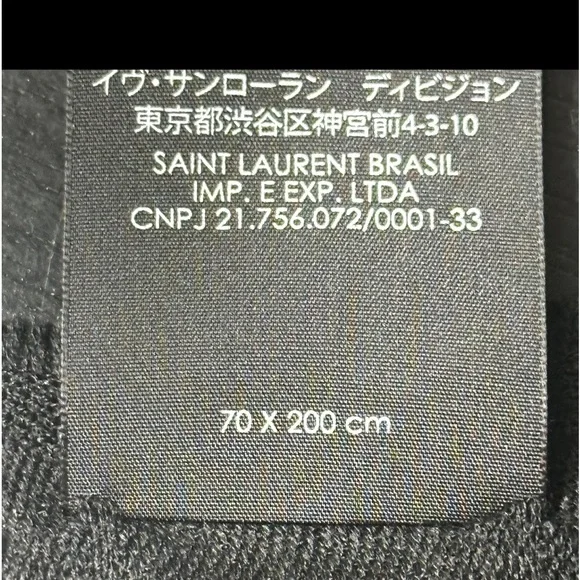 イヴ・サンローラン ディビジョン
東京都渋谷区神宮前4-3-10
SAINT LAURENT BRASIL
IMP. E EXP. LTDA
CNPJ 21.756.072/0001-33
70 X 200 cm